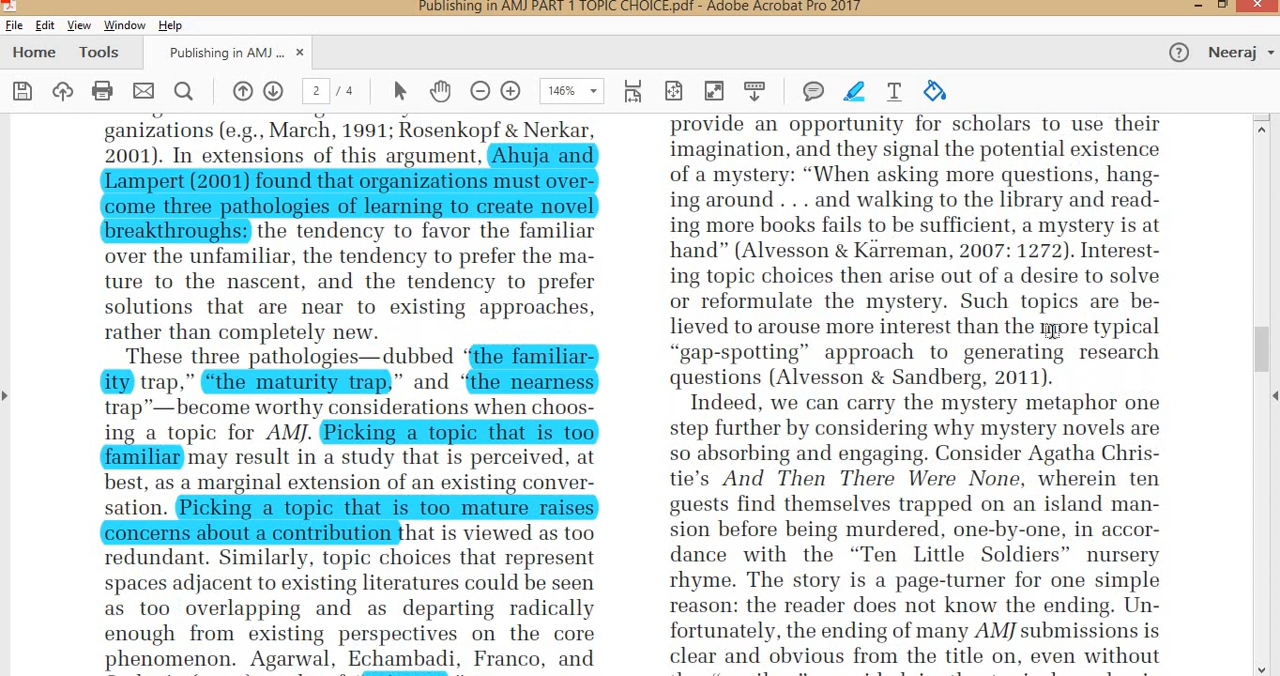 Publishing in AMJ PART 1 TOPIC CHOICE.pdf - Adobe Acrobat Pro 2017
File Edit View Window Help
Home Tools Publishing in AMJ ... × ? Neeraj
2 / 4 146%
ganizations (e.g., March, 1991; Rosenkopf & Nerkar,
2001). In extensions of this argument, Ahuja and
Lampert (2001) found that organizations must over-
come three pathologies of learning to create novel
breakthroughs: the tendency to favor the familiar
over the unfamiliar, the tendency to prefer the ma-
ture to the nascent, and the tendency to prefer
solutions that are near to existing approaches,
rather than completely new.
These three pathologies—dubbed “the familiar-
ity trap,” “the maturity trap,” and “the nearness
trap”—become worthy considerations when choos-
ing a topic for AMJ. Picking a topic that is too
familiar may result in a study that is perceived, at
best, as a marginal extension of an existing conver-
sation. Picking a topic that is too mature raises
concerns about a contribution that is viewed as too
redundant. Similarly, topic choices that represent
spaces adjacent to existing literatures could be seen
as too overlapping and as departing radically
enough from existing perspectives on the core
phenomenon. Agarwal, Echambadi, Franco, and
provide an opportunity for scholars to use their
imagination, and they signal the potential existence
of a mystery: “When asking more questions, hang-
ing around . . . and walking to the library and read-
ing more books fails to be sufficient, a mystery is at
hand” (Alvesson & Kärreman, 2007: 1272). Interest-
ing topic choices then arise out of a desire to solve
or reformulate the mystery. Such topics are be-
lieved to arouse more interest than the more typical
“gap-spotting” approach to generating research
questions (Alvesson & Sandberg, 2011).
Indeed, we can carry the mystery metaphor one
step further by considering why mystery novels are
so absorbing and engaging. Consider Agatha Chris-
tie’s And Then There Were None, wherein ten
guests find themselves trapped on an island man-
sion before being murdered, one-by-one, in accor-
dance with the “Ten Little Soldiers” nursery
rhyme. The story is a page-turner for one simple
reason: the reader does not know the ending. Un-
fortunately, the ending of many AMJ submissions is
clear and obvious from the title on, even without